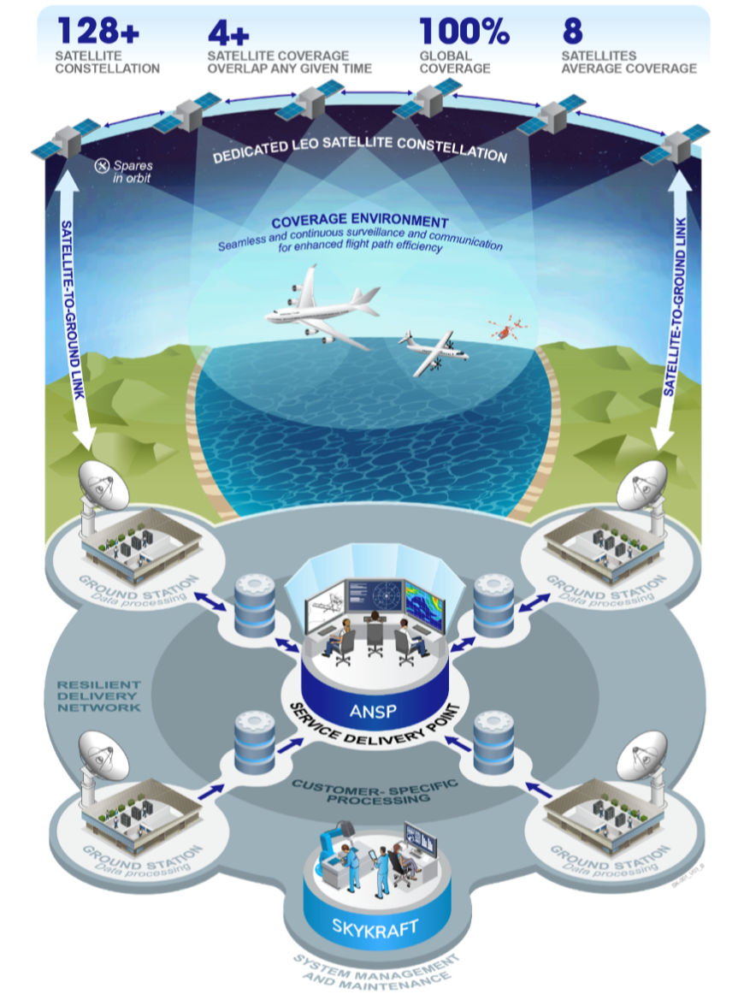 128+
SATELLITE
CONSTELLATION
4+
SATELLITE COVERAGE
OVERLAP ANY GIVEN TIME
100%
GLOBAL
COVERAGE
8
SATELLITES
AVERAGE COVERAGE
DEDICATED LEO SATELLITE CONSTELLATION
Spares
in orbit
COVERAGE ENVIRONMENT
Seamless and continuous surveillance and communication
for enhanced flight path efficiency
SATELLITE-TO-GROUND LINK
SATELLITE-TO-GROUND LINK
GROUND STATION
Data processing
GROUND STATION
Data processing
RESILIENT
DELIVERY
NETWORK
ANSP
SERVICE DELIVERY POINT
CUSTOMER- SPECIFIC
PROCESSING
GROUND STATION
Data processing
GROUND STATION
Data processing
SKYKRAFT
SYSTEM MANAGEMENT
AND MAINTENANCE